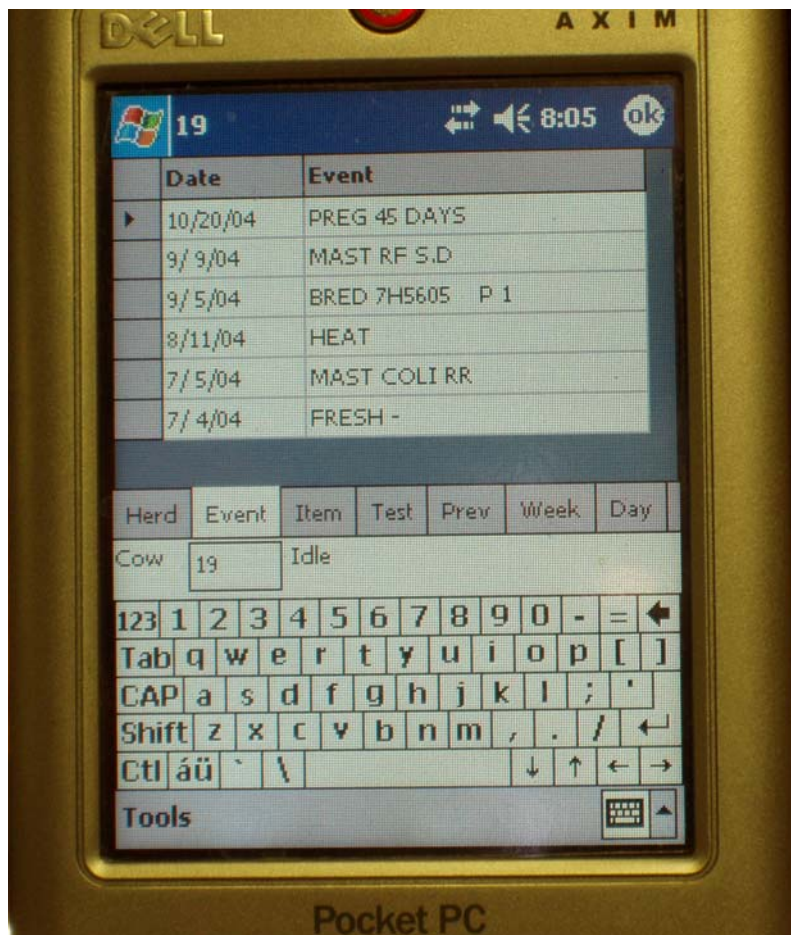 DELL AXIM
19 8:05 ok
Date Event
10/20/04 PREG 45 DAYS
9/ 9/04 MAST RF S.D
9/ 5/04 BRED 7H5605 P 1
8/11/04 HEAT
7/ 5/04 MAST COLI RR
7/ 4/04 FRESH -
Herd Event Item Test Prev Week Day
Cow 19 Idle
123 1 2 3 4 5 6 7 8 9 0 - =
Tab q w e r t y u i o p [ ]
CAP a s d f g h j k l ; '
Shift z x c v b n m , . /
Ctl áü ` \
Tools
Pocket PC